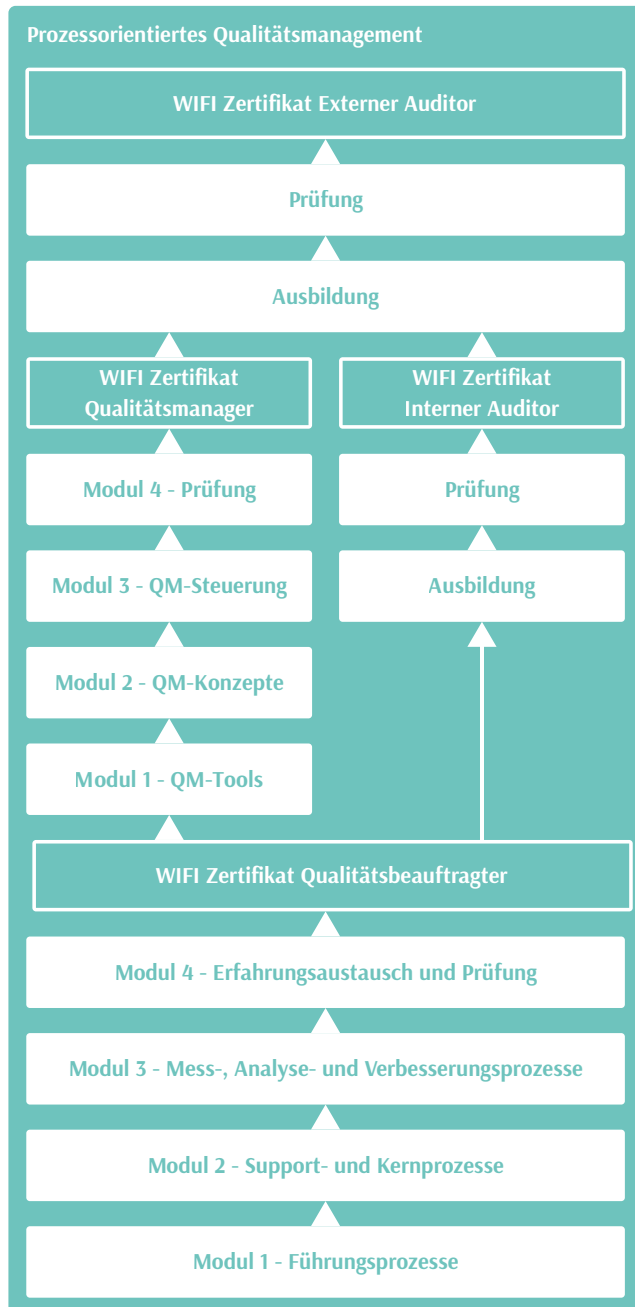 Prozessorientiertes Qualitätsmanagement
WIFI Zertifikat Externer Auditor
Prüfung
Ausbildung
WIFI Zertifikat
Qualitätsmanager
WIFI Zertifikat
Interner Auditor
Modul 4 - Prüfung
Prüfung
Modul 3 - QM-Steuerung
Ausbildung
Modul 2 - QM-Konzepte
Modul 1 - QM-Tools
WIFI Zertifikat Qualitätsbeauftragter
Modul 4 - Erfahrungsaustausch und Prüfung
Modul 3 - Mess-, Analyse- und Verbesserungsprozesse
Modul 2 - Support- und Kernprozesse
Modul 1 - Führungsprozesse